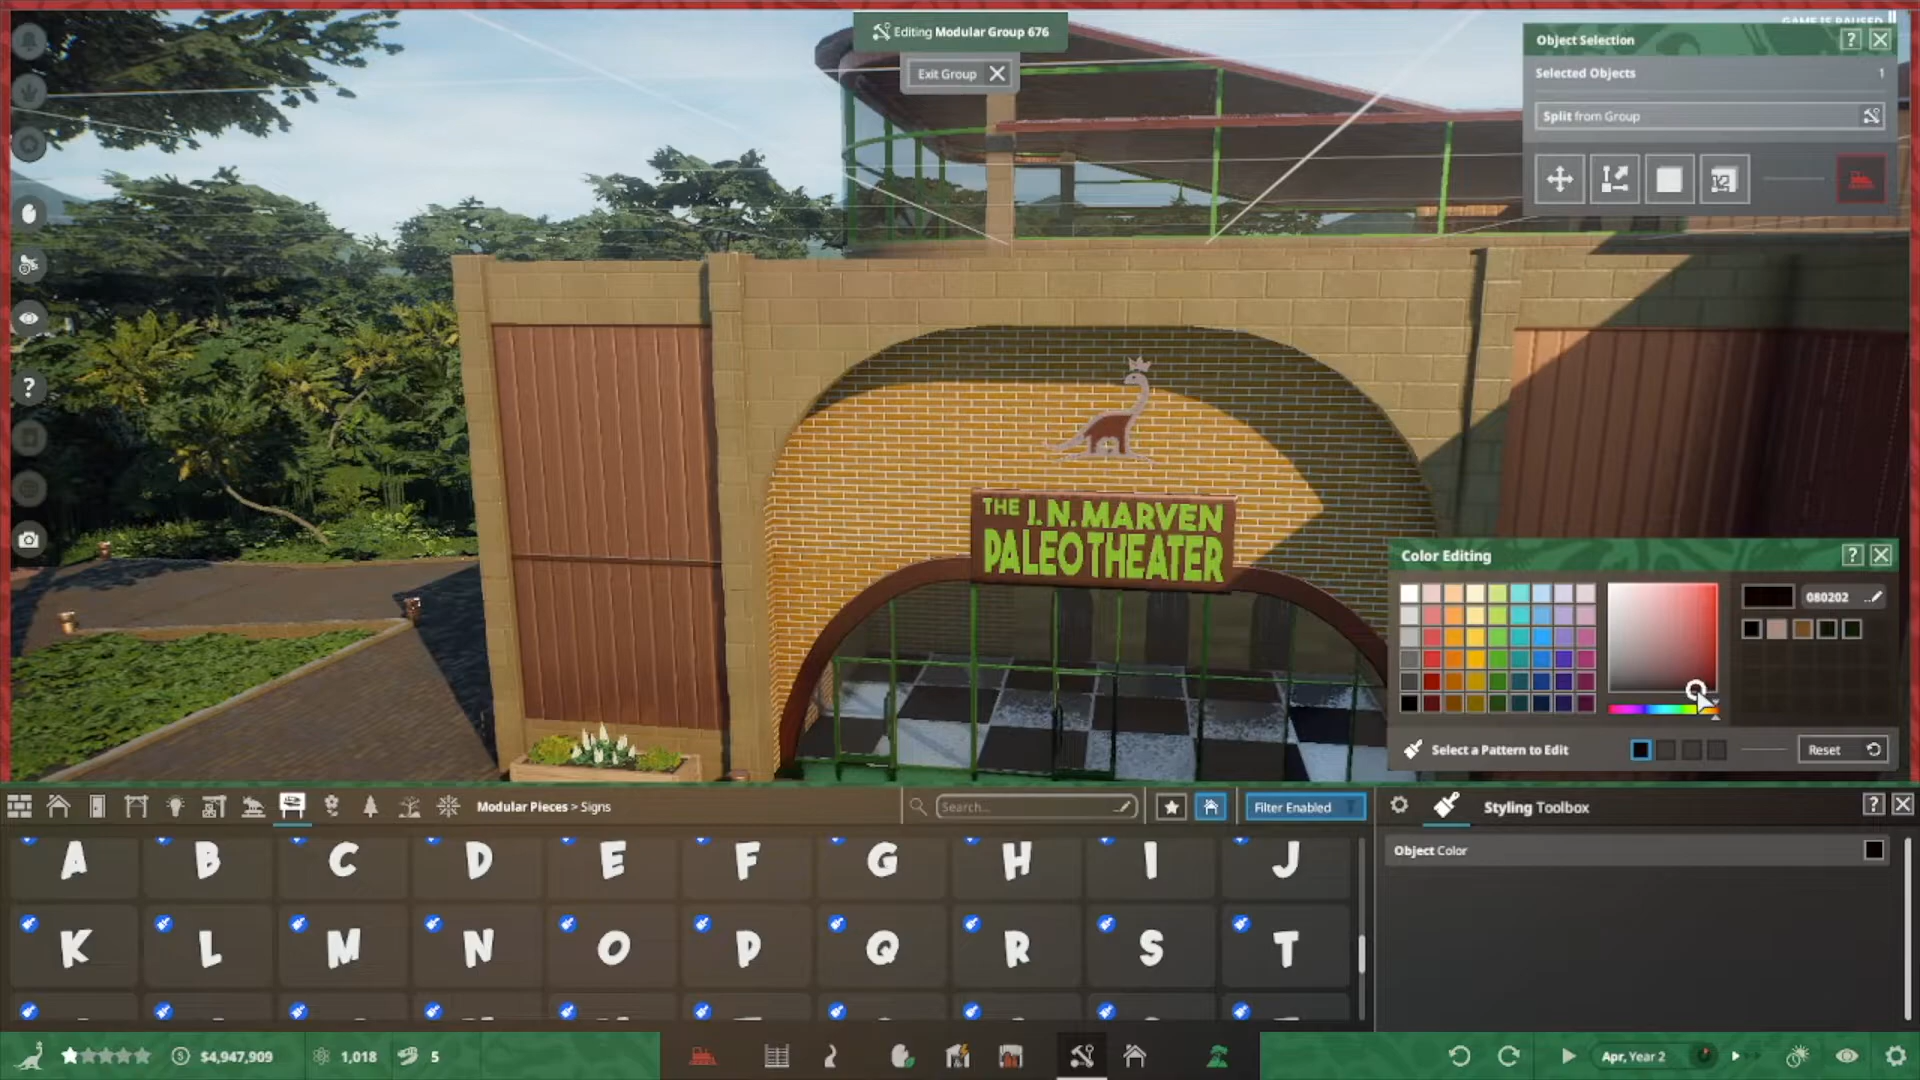 GAME IS PAUSED
Editing Modular Group 676
Exit Group
Object Selection
?
Selected Objects 1
Split from Group
?
THE J.N. MARVEN
PALEO THEATER
Color Editing
?
080202
Select a Pattern to Edit
Reset
Modular Pieces > Signs
Search...
Filter Enabled
Styling Toolbox
?
Object Color
A B C D E F G H I J
K L M N O P Q R S T
$4,947,909
1,018
5
Apr, Year 2